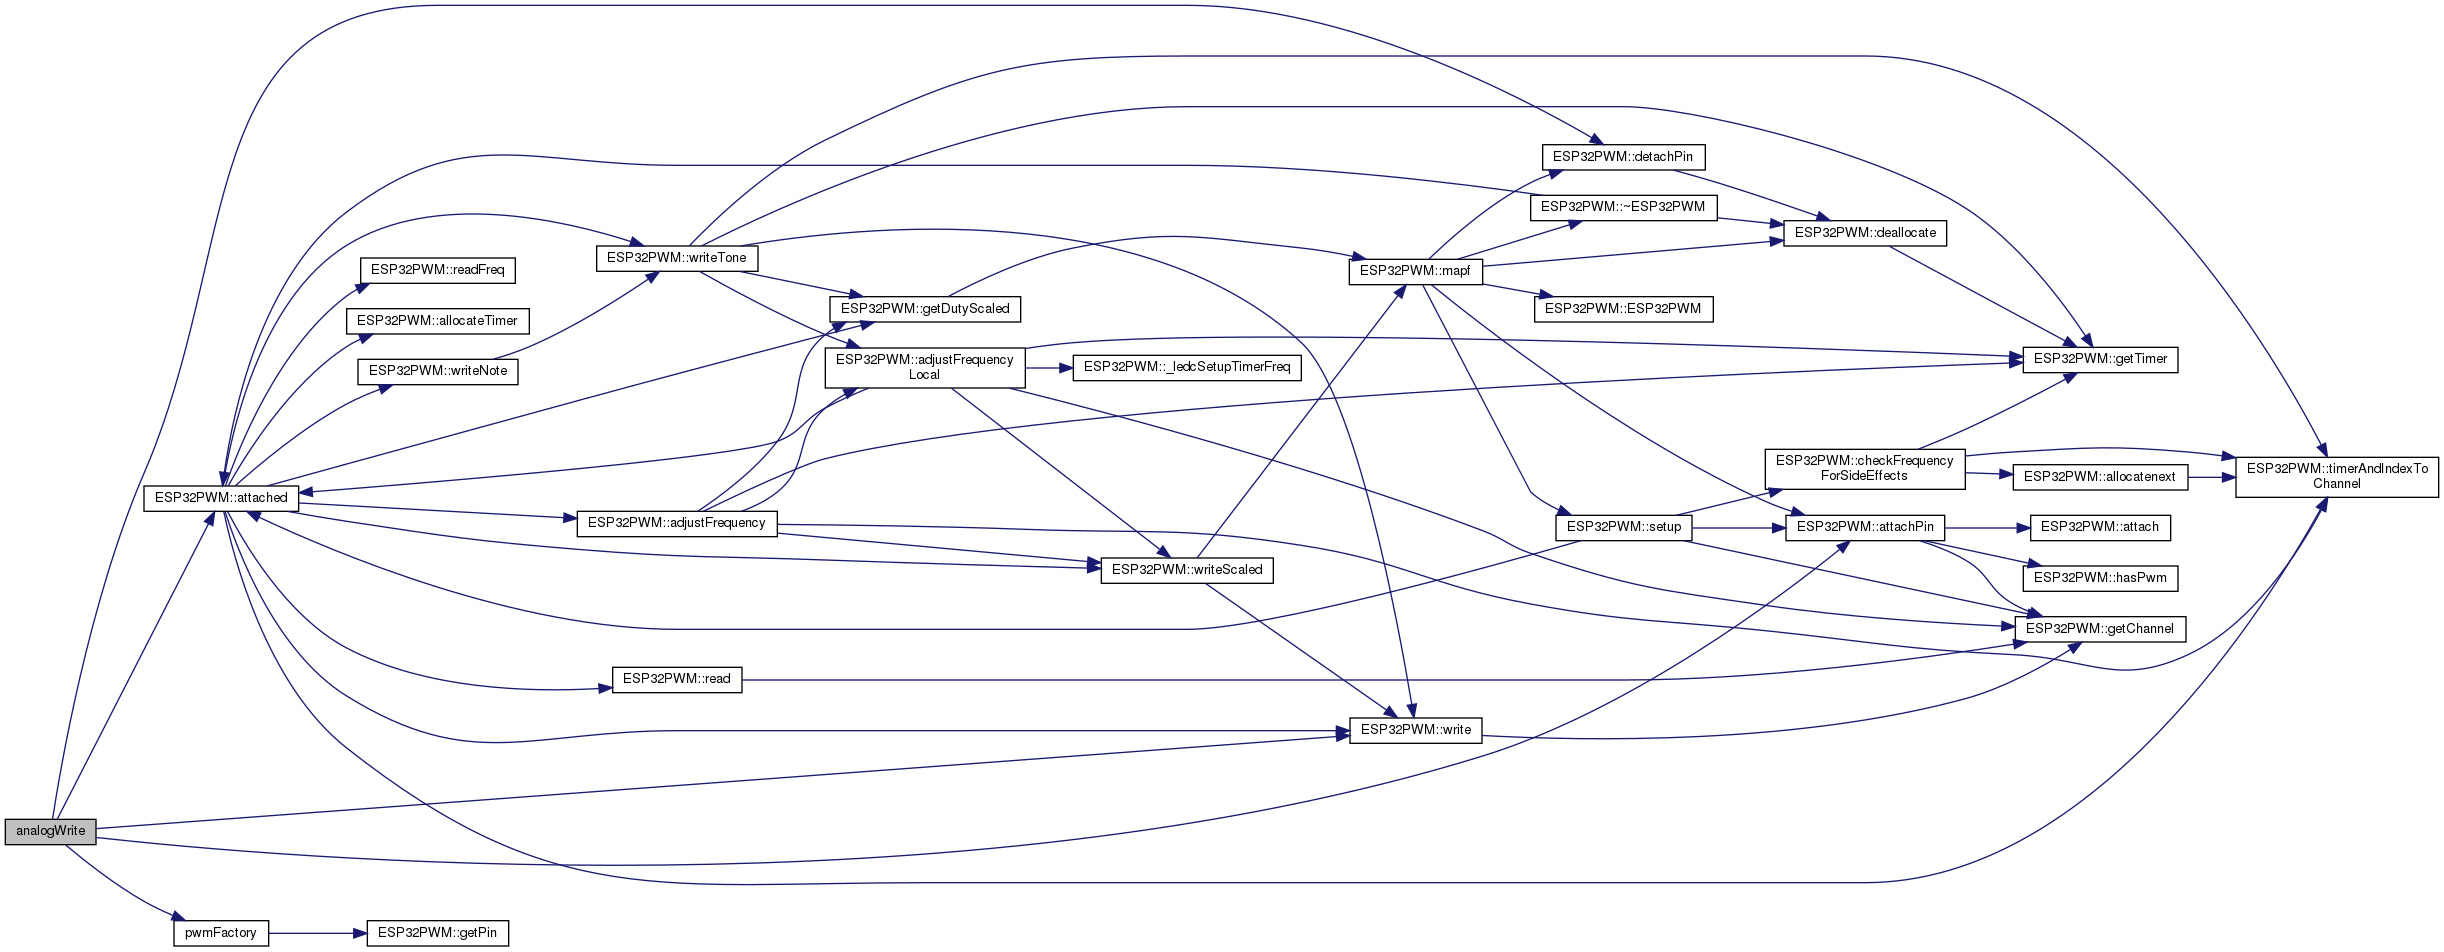 ESP32PWM::detachPin
ESP32PWM::~ESP32PWM
ESP32PWM::deallocate
ESP32PWM::writeTone
ESP32PWM::readFreq
ESP32PWM::mapf
ESP32PWM::getDutyScaled
ESP32PWM::ESP32PWM
ESP32PWM::allocateTimer
ESP32PWM::adjustFrequency
Local
ESP32PWM::_ledcSetupTimerFreq
ESP32PWM::getTimer
ESP32PWM::writeNote
ESP32PWM::checkFrequency
ForSideEffects
ESP32PWM::allocatenext
ESP32PWM::timerAndIndexTo
Channel
ESP32PWM::attached
ESP32PWM::adjustFrequency
ESP32PWM::setup
ESP32PWM::attachPin
ESP32PWM::attach
ESP32PWM::writeScaled
ESP32PWM::hasPwm
ESP32PWM::getChannel
ESP32PWM::read
ESP32PWM::write
analogWrite
pwmFactory
ESP32PWM::getPin